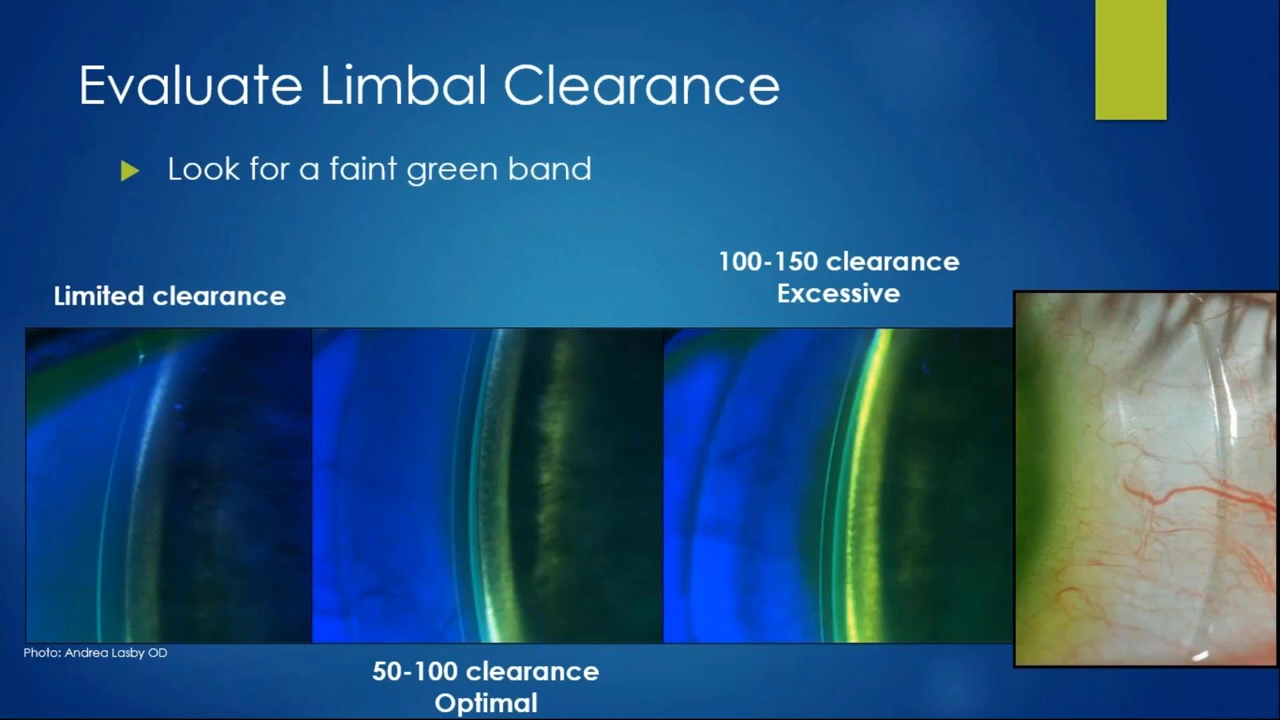 Evaluate Limbal Clearance
Look for a faint green band
Limited clearance
100-150 clearance
Excessive
Photo: Andrea Lasby OD
50-100 clearance
Optimal